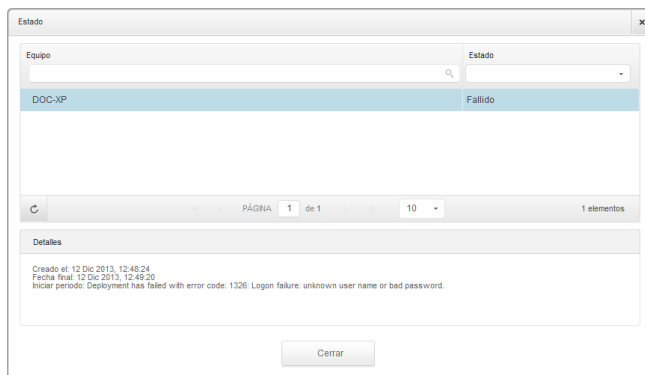 Estado ×
Equipo Estado
DOC-XP Fallido
PÁGINA 1 de 1 10 1 elementos
Detalles
Creado el: 12 Dic 2013, 12:48:24
Fecha final: 12 Dic 2013, 12:49:20
Iniciar periodo: Deployment has failed with error code: 1326: Logon failure: unknown user name or bad password.
Cerrar